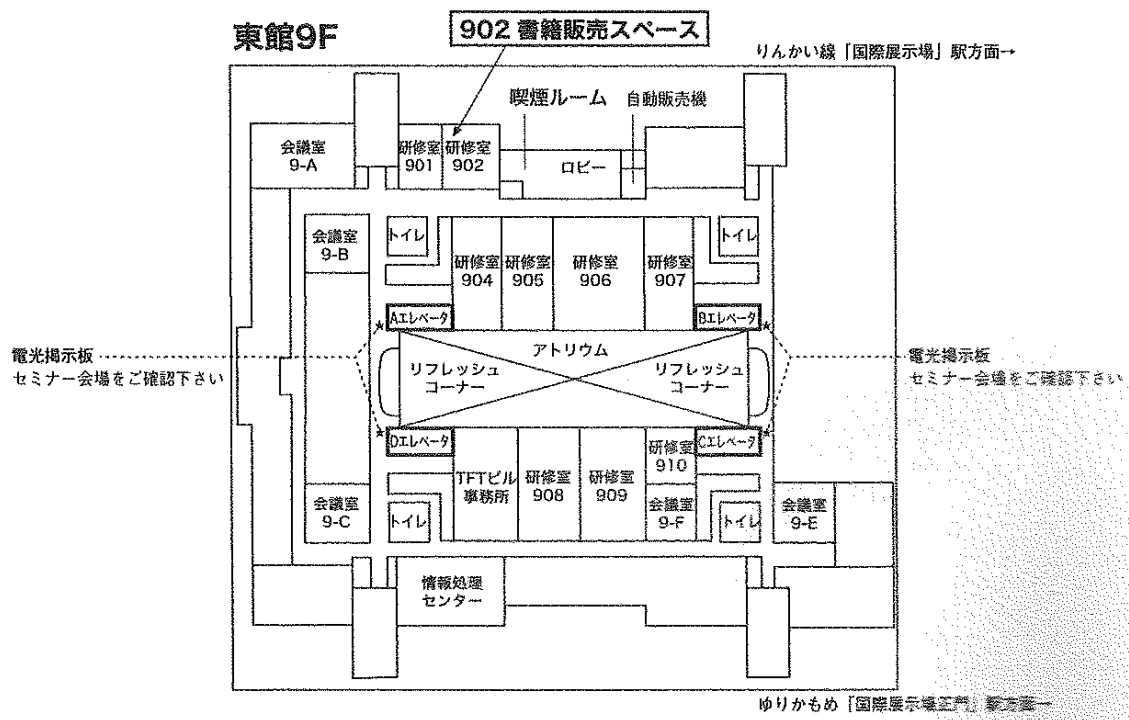 東館9F
902 書籍販売スペース
りんかい線「国際展示場」駅方面→
喫煙ルーム
自動販売機
会議室
9-A
研修室
901
研修室
902
ロビー
会議室
9-B
トイレ
研修室
904
研修室
905
研修室
906
研修室
907
トイレ
Aエレベータ
Bエレベータ
電光掲示板
セミナー会場をご確認下さい
アトリウム
リフレッシュ
コーナー
リフレッシュ
コーナー
電光掲示板
セミナー会場をご確認下さい
Dエレベータ
Cエレベータ
TFTビル
事務所
研修室
908
研修室
909
研修室
910
会議室
9-C
トイレ
会議室
9-F
トイレ
会議室
9-E
情報処理
センター
ゆりかもめ「国際展示場正門」駅方面→